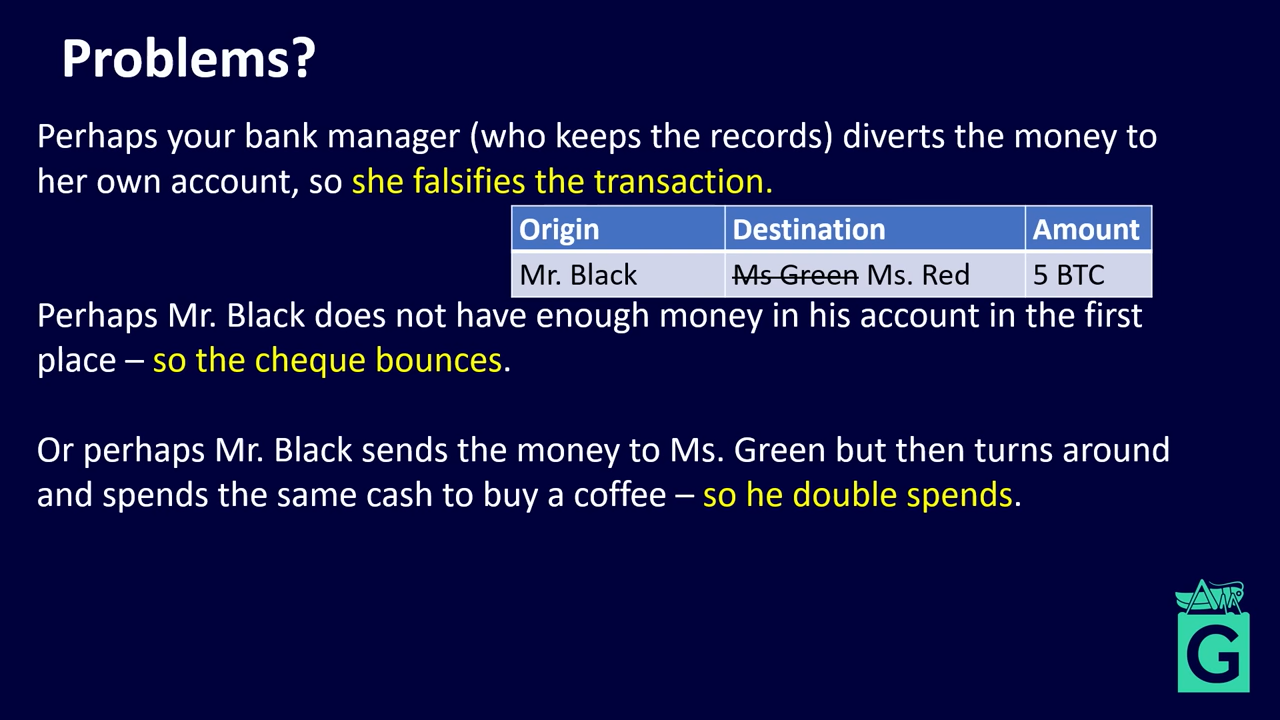 Problems?
Perhaps your bank manager (who keeps the records) diverts the money to
her own account, so she falsifies the transaction.
Origin Destination Amount
Mr. Black Ms Green Ms. Red 5 BTC
Perhaps Mr. Black does not have enough money in his account in the first
place – so the cheque bounces.
Or perhaps Mr. Black sends the money to Ms. Green but then turns around
and spends the same cash to buy a coffee – so he double spends.
G